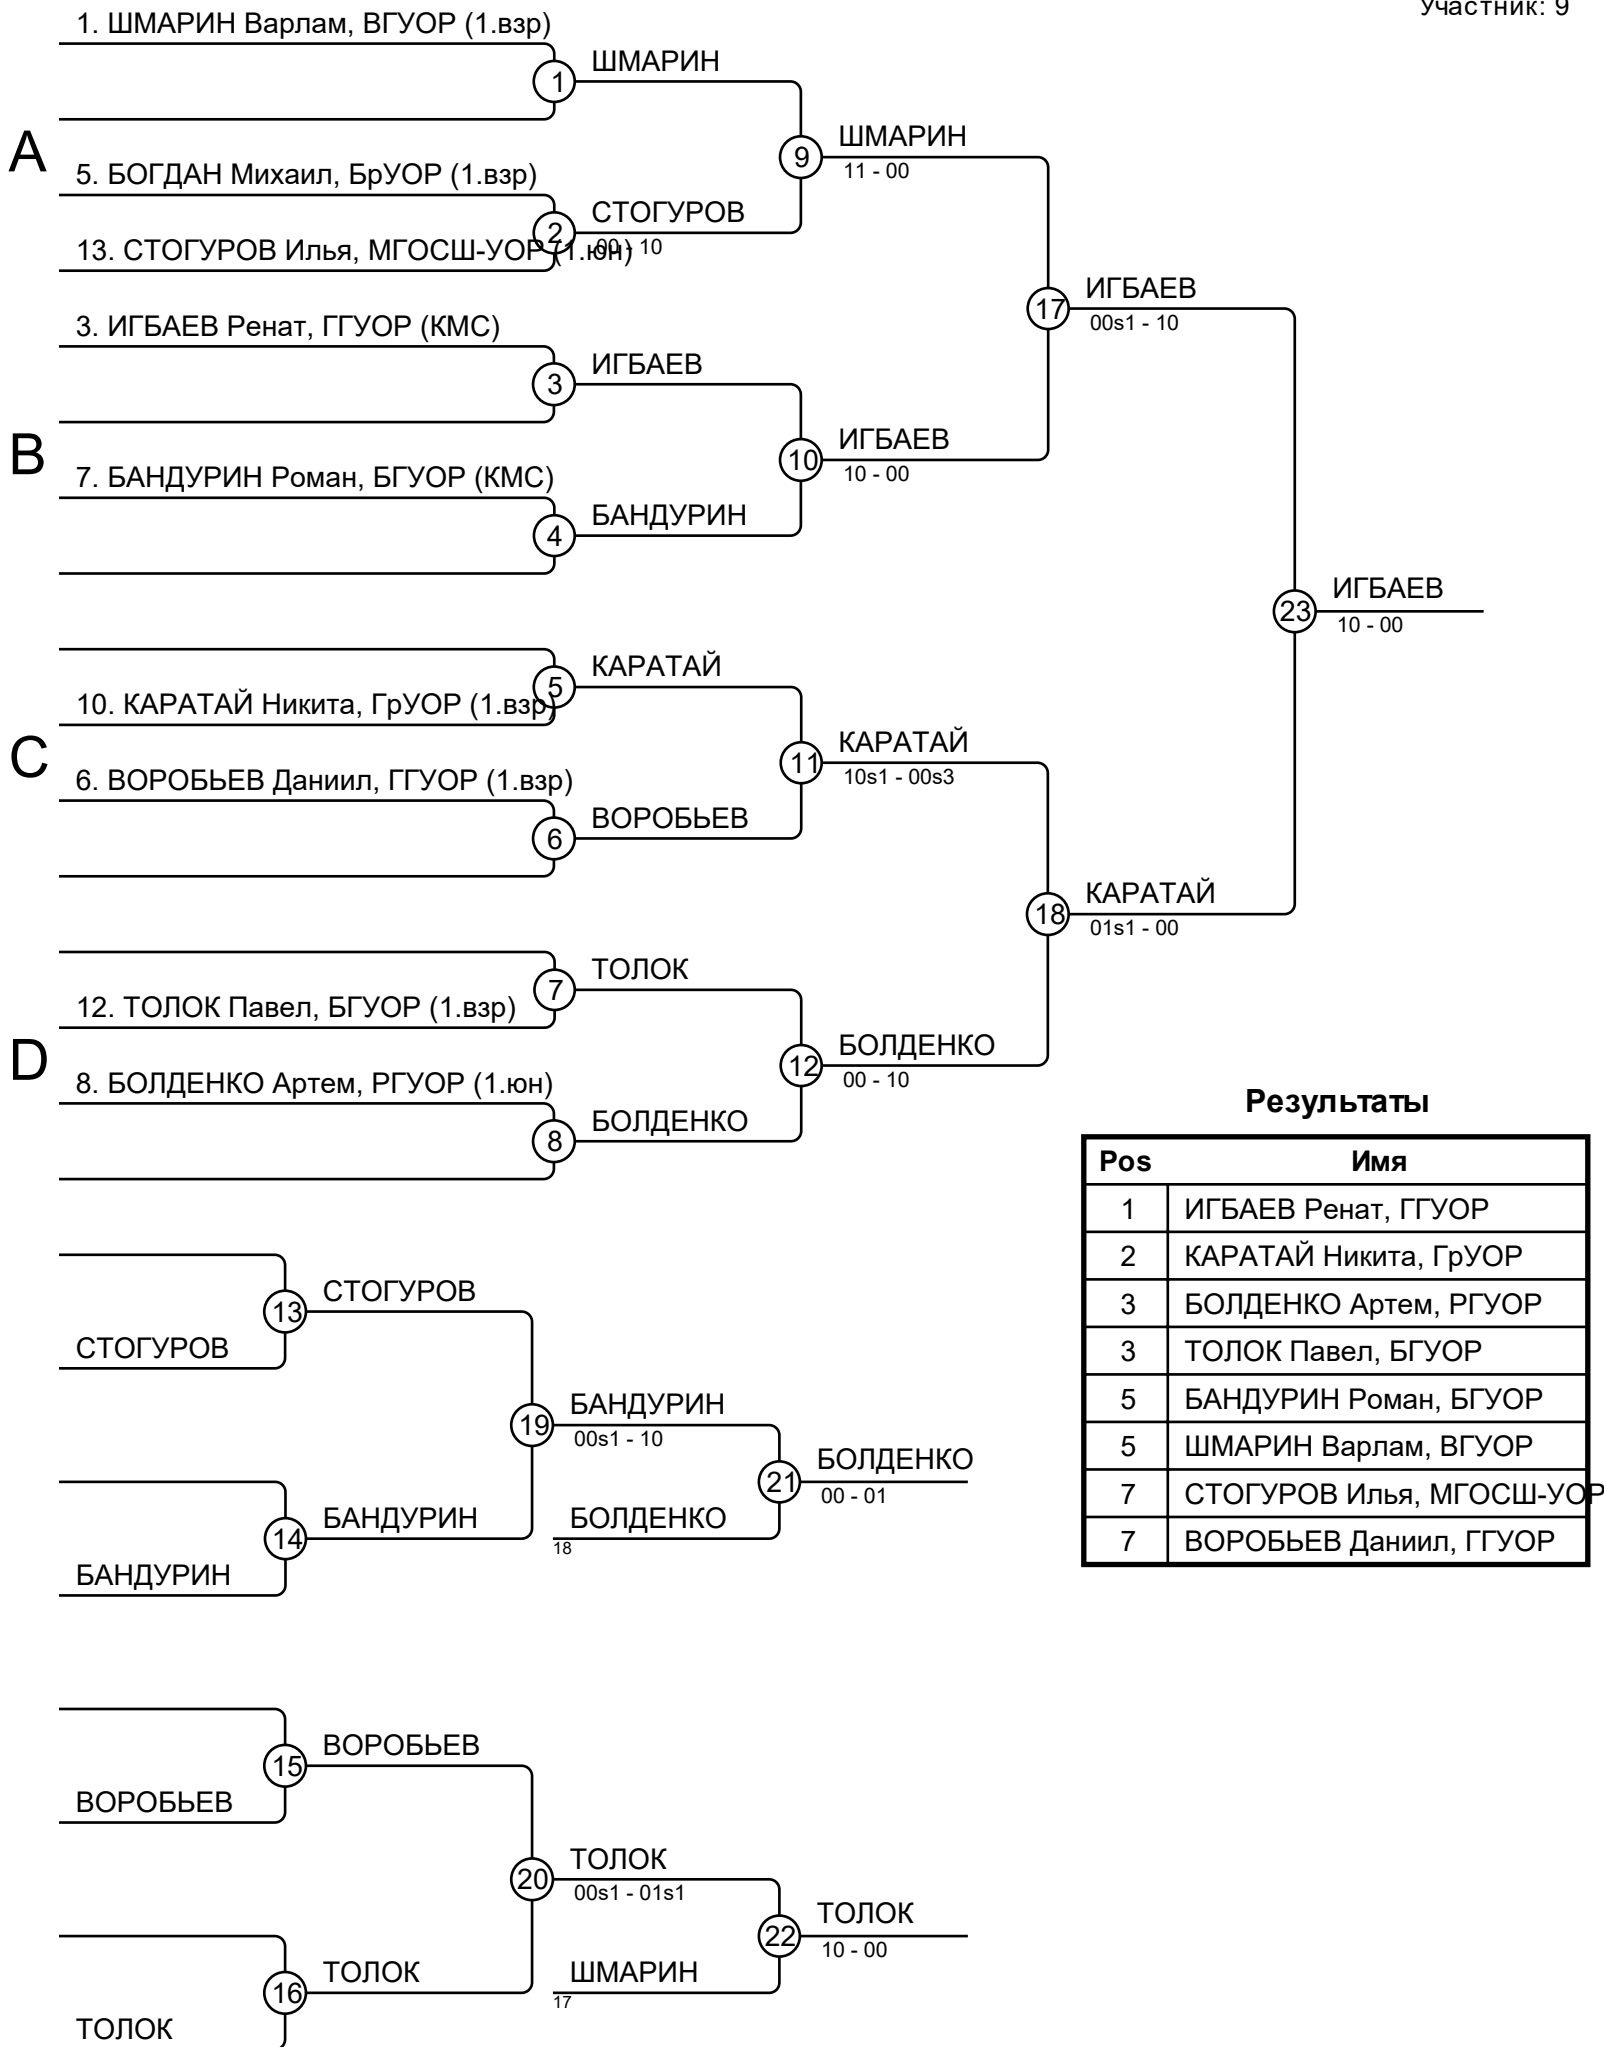 Участник: 9
1. ШМАРИН Варлам, ВГУОР (1.взр)
1
ШМАРИН
A
9
ШМАРИН
11 - 00
5. БОГДАН Михаил, БрУОР (1.взр)
2
СТОГУРОВ
00 - 10
13. СТОГУРОВ Илья, МГОСШ-УОР (1.юн)
17
ИГБАЕВ
00s1 - 10
3. ИГБАЕВ Ренат, ГГУОР (КМС)
3
ИГБАЕВ
B
10
ИГБАЕВ
10 - 00
7. БАНДУРИН Роман, БГУОР (КМС)
4
БАНДУРИН
23
ИГБАЕВ
10 - 00
5
КАРАТАЙ
10. КАРАТАЙ Никита, ГрУОР (1.взр)
C
11
КАРАТАЙ
10s1 - 00s3
6. ВОРОБЬЕВ Даниил, ГГУОР (1.взр)
6
ВОРОБЬЕВ
18
КАРАТАЙ
01s1 - 00
7
ТОЛОК
12. ТОЛОК Павел, БГУОР (1.взр)
D
12
БОЛДЕНКО
00 - 10
8. БОЛДЕНКО Артем, РГУОР (1.юн)
8
БОЛДЕНКО
Результаты
Pos Имя
1 ИГБАЕВ Ренат, ГГУОР
2 КАРАТАЙ Никита, ГрУОР
3 БОЛДЕНКО Артем, РГУОР
3 ТОЛОК Павел, БГУОР
5 БАНДУРИН Роман, БГУОР
5 ШМАРИН Варлам, ВГУОР
7 СТОГУРОВ Илья, МГОСШ-УОР
7 ВОРОБЬЕВ Даниил, ГГУОР
13
СТОГУРОВ
СТОГУРОВ
19
БАНДУРИН
00s1 - 10
21
БОЛДЕНКО
00 - 01
14
БАНДУРИН
БОЛДЕНКО
18
БАНДУРИН
15
ВОРОБЬЕВ
ВОРОБЬЕВ
20
ТОЛОК
00s1 - 01s1
22
ТОЛОК
10 - 00
16
ТОЛОК
ШМАРИН
17
ТОЛОК